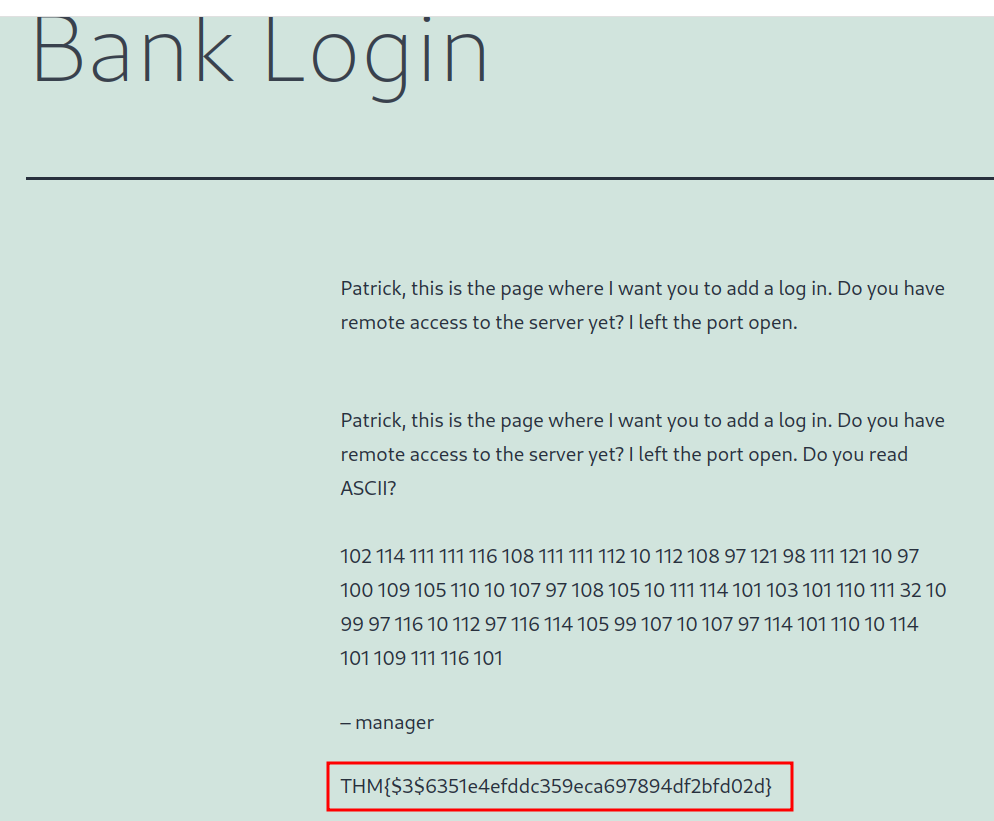 Bank Login
Patrick, this is the page where I want you to add a log in. Do you have
remote access to the server yet? I left the port open.
Patrick, this is the page where I want you to add a log in. Do you have
remote access to the server yet? I left the port open. Do you read
ASCII?
102 114 111 111 116 108 111 111 112 10 112 108 97 121 98 111 121 10 97
100 109 105 110 10 107 97 108 105 10 111 114 101 103 101 110 111 32 10
99 97 116 10 112 97 116 114 105 99 107 10 107 97 114 101 110 10 114
101 109 111 116 101
– manager
THM{$3$6351e4efddc359eca697894df2bfd02d}